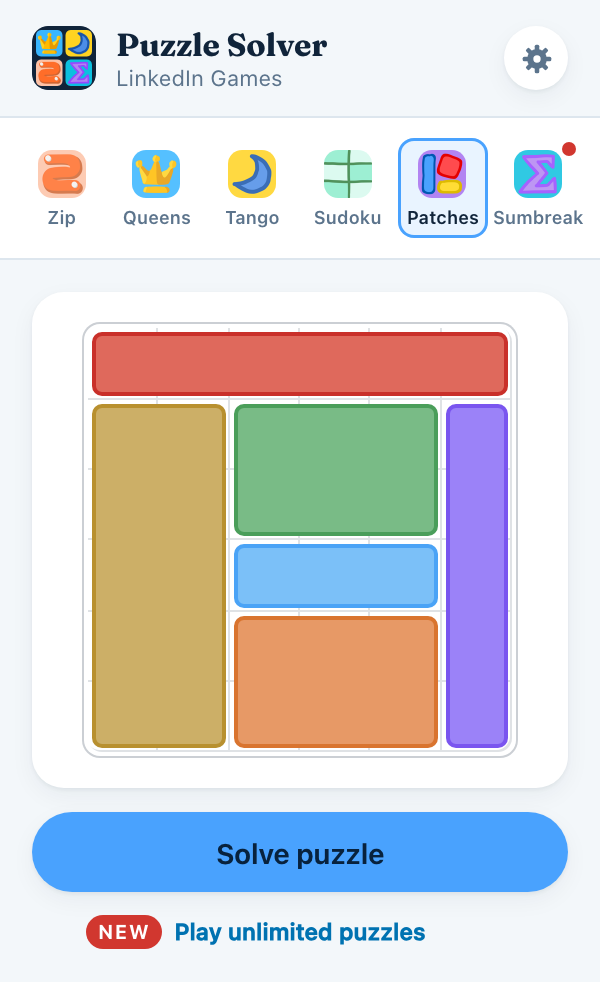 Puzzle Solver
LinkedIn Games
Zip
Queens
Tango
Sudoku
Patches
Sumbreak
Solve puzzle
NEW Play unlimited puzzles